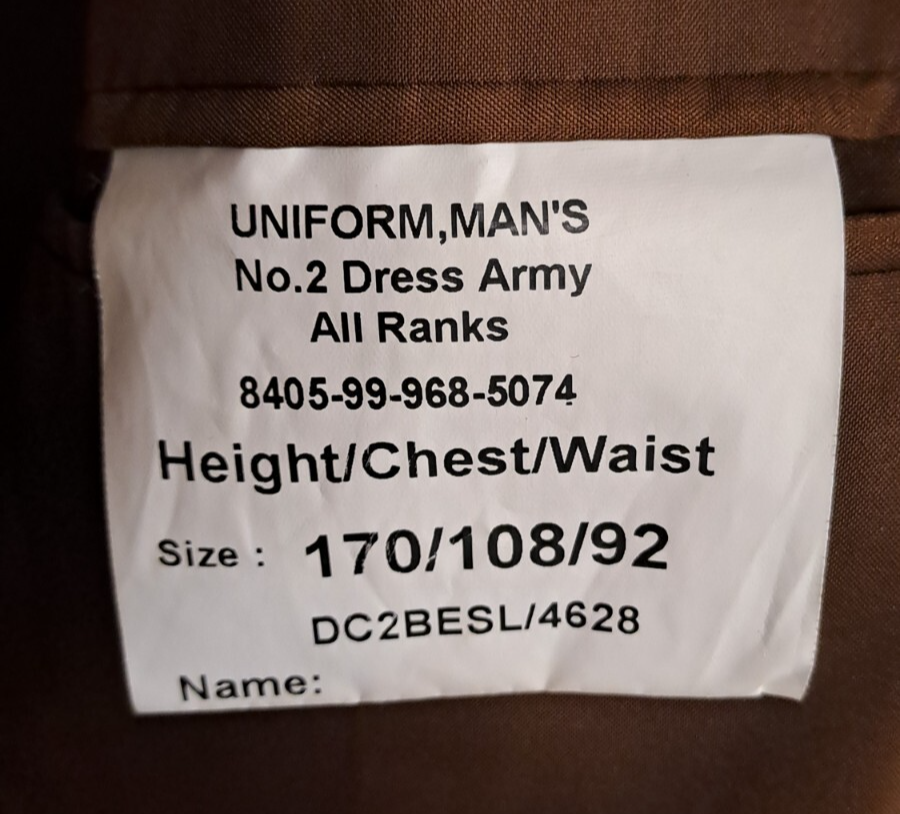 UNIFORM,MAN'S
No.2 Dress Army
All Ranks
8405-99-968-5074
Height/Chest/Waist
Size : 170/108/92
DC2BESL/4628
Name: